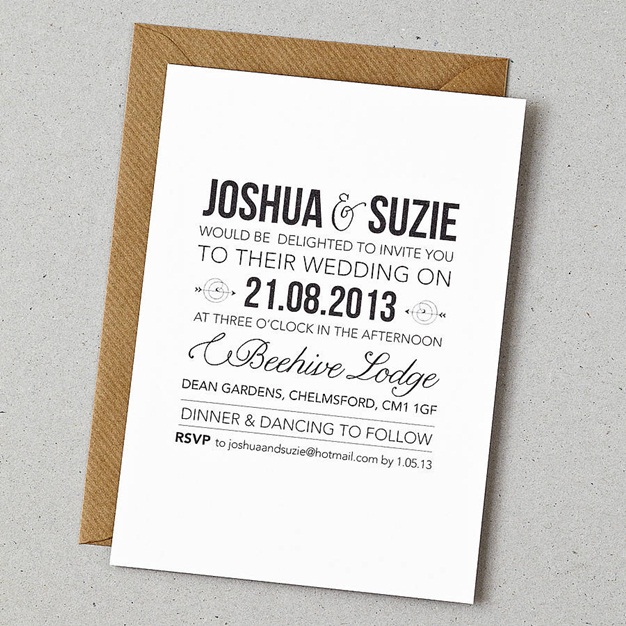 JOSHUA & SUZIE
WOULD BE DELIGHTED TO INVITE YOU
TO THEIR WEDDING ON
21.08.2013
AT THREE O'CLOCK IN THE AFTERNOON
Beehive Lodge
DEAN GARDENS, CHELMSFORD, CM1 1GF
DINNER & DANCING TO FOLLOW
RSVP to joshuaandsuzie@hotmail.com by 1.05.13